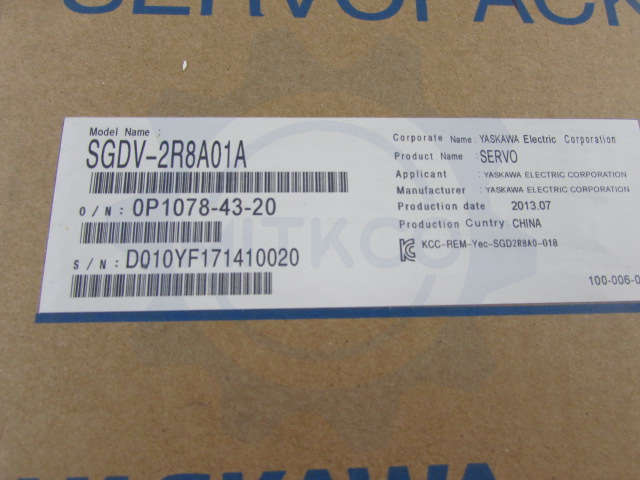 SERVOPACK
Model Name :
SGDV-2R8A01A
O / N : 0P1078-43-20
S / N : D010YF171410020
Corporate Name : YASKAWA Electric Corporation
Product Name : SERVO
Applicant : YASKAWA ELECTRIC CORPORATION
Manufacturer : YASKAWA ELECTRIC CORPORATION
Production date 2013.07
Production Cuntry : CHINA
KCC-REM-Yec-SGD2R8A0-018
100-006-0
HITKCO
YASKAWA